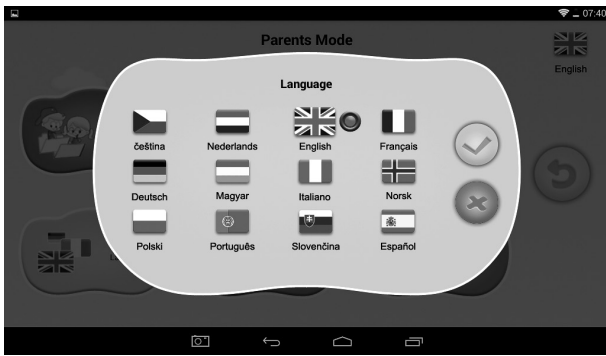 07:40
Parents Mode
English
Language
čeština Nederlands English Français
Deutsch Magyar Italiano Norsk
Polski Português Slovenčina Español